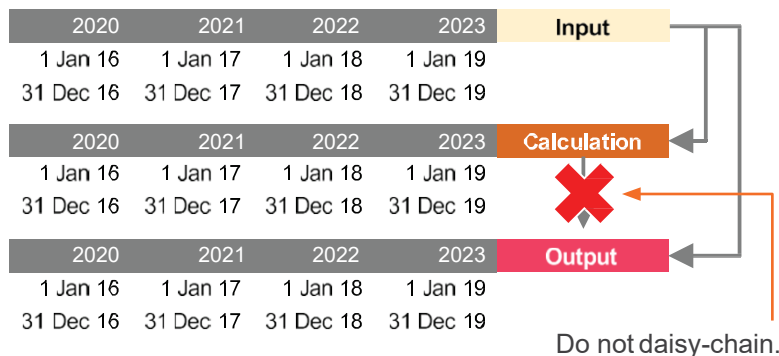 2020 2021 2022 2023 Input
1 Jan 16 1 Jan 17 1 Jan 18 1 Jan 19
31 Dec 16 31 Dec 17 31 Dec 18 31 Dec 19
2020 2021 2022 2023 Calculation
1 Jan 16 1 Jan 17 1 Jan 18 1 Jan 19
31 Dec 16 31 Dec 17 31 Dec 18 31 Dec 19
2020 2021 2022 2023 Output
1 Jan 16 1 Jan 17 1 Jan 18 1 Jan 19
31 Dec 16 31 Dec 17 31 Dec 18 31 Dec 19
Do not daisy-chain.